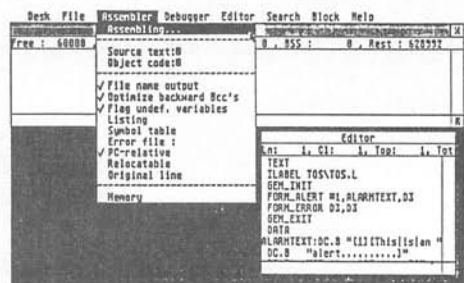 Desk File Assembler Debugger Editor Search Block Help
Assembling...
Free : 60000 , BSS : 0 , Rest : 628992
Source text:0
Object code:0
✓ File name output
✓ Optimize backward Bcc's
✓ Flag undef. variables
Listing
Symbol table
Error file :
✓ PC-relative
Relocatable
Original line
Memory
Editor
Ln: 1, Cl: 1, Top: 1, Tot
TEXT
ILABEL TOS\TOS.L
GEM_INIT
FORM_ALERT #1,ALARMTEXT,D3
FORM_ERROR D3,D3
GEM_EXIT
DATA
ALARMTEXT:DC.B "[1][This|is|an "
DC.B "alert..........]"